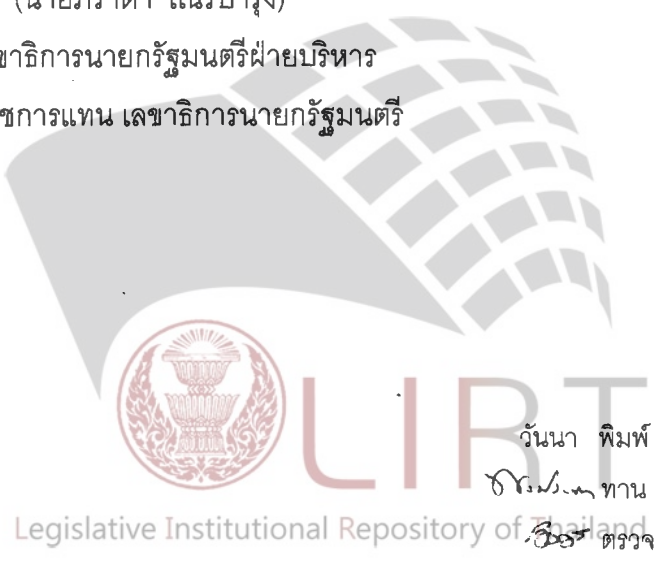 ขาธิการนายกรัฐมนตรีฝ่ายบริหาร
ชการแทน เลขาธิการนายกรัฐมนตรี
LIRT
วันนา พิมพ์
ทาน
Legislative Institutional Repository of Thailand
ตรวจ